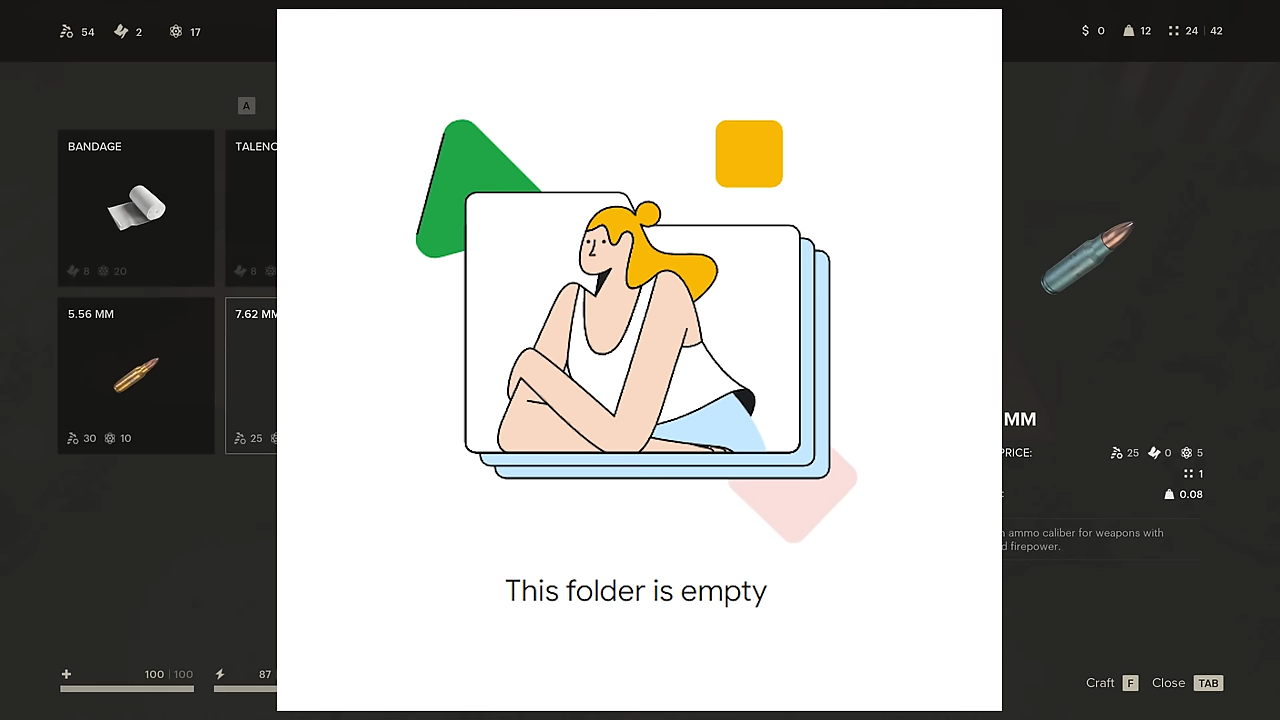 54 2 17
$ 0 12 24 | 42
A
BANDAGE
8 20
TALENC
8
5.56 MM
30 10
7.62 MM
25
MM
PRICE: 25 0 5
1
: 0.08
ammo caliber for weapons with
d firepower.
This folder is empty
100 | 100
87
Craft F Close TAB